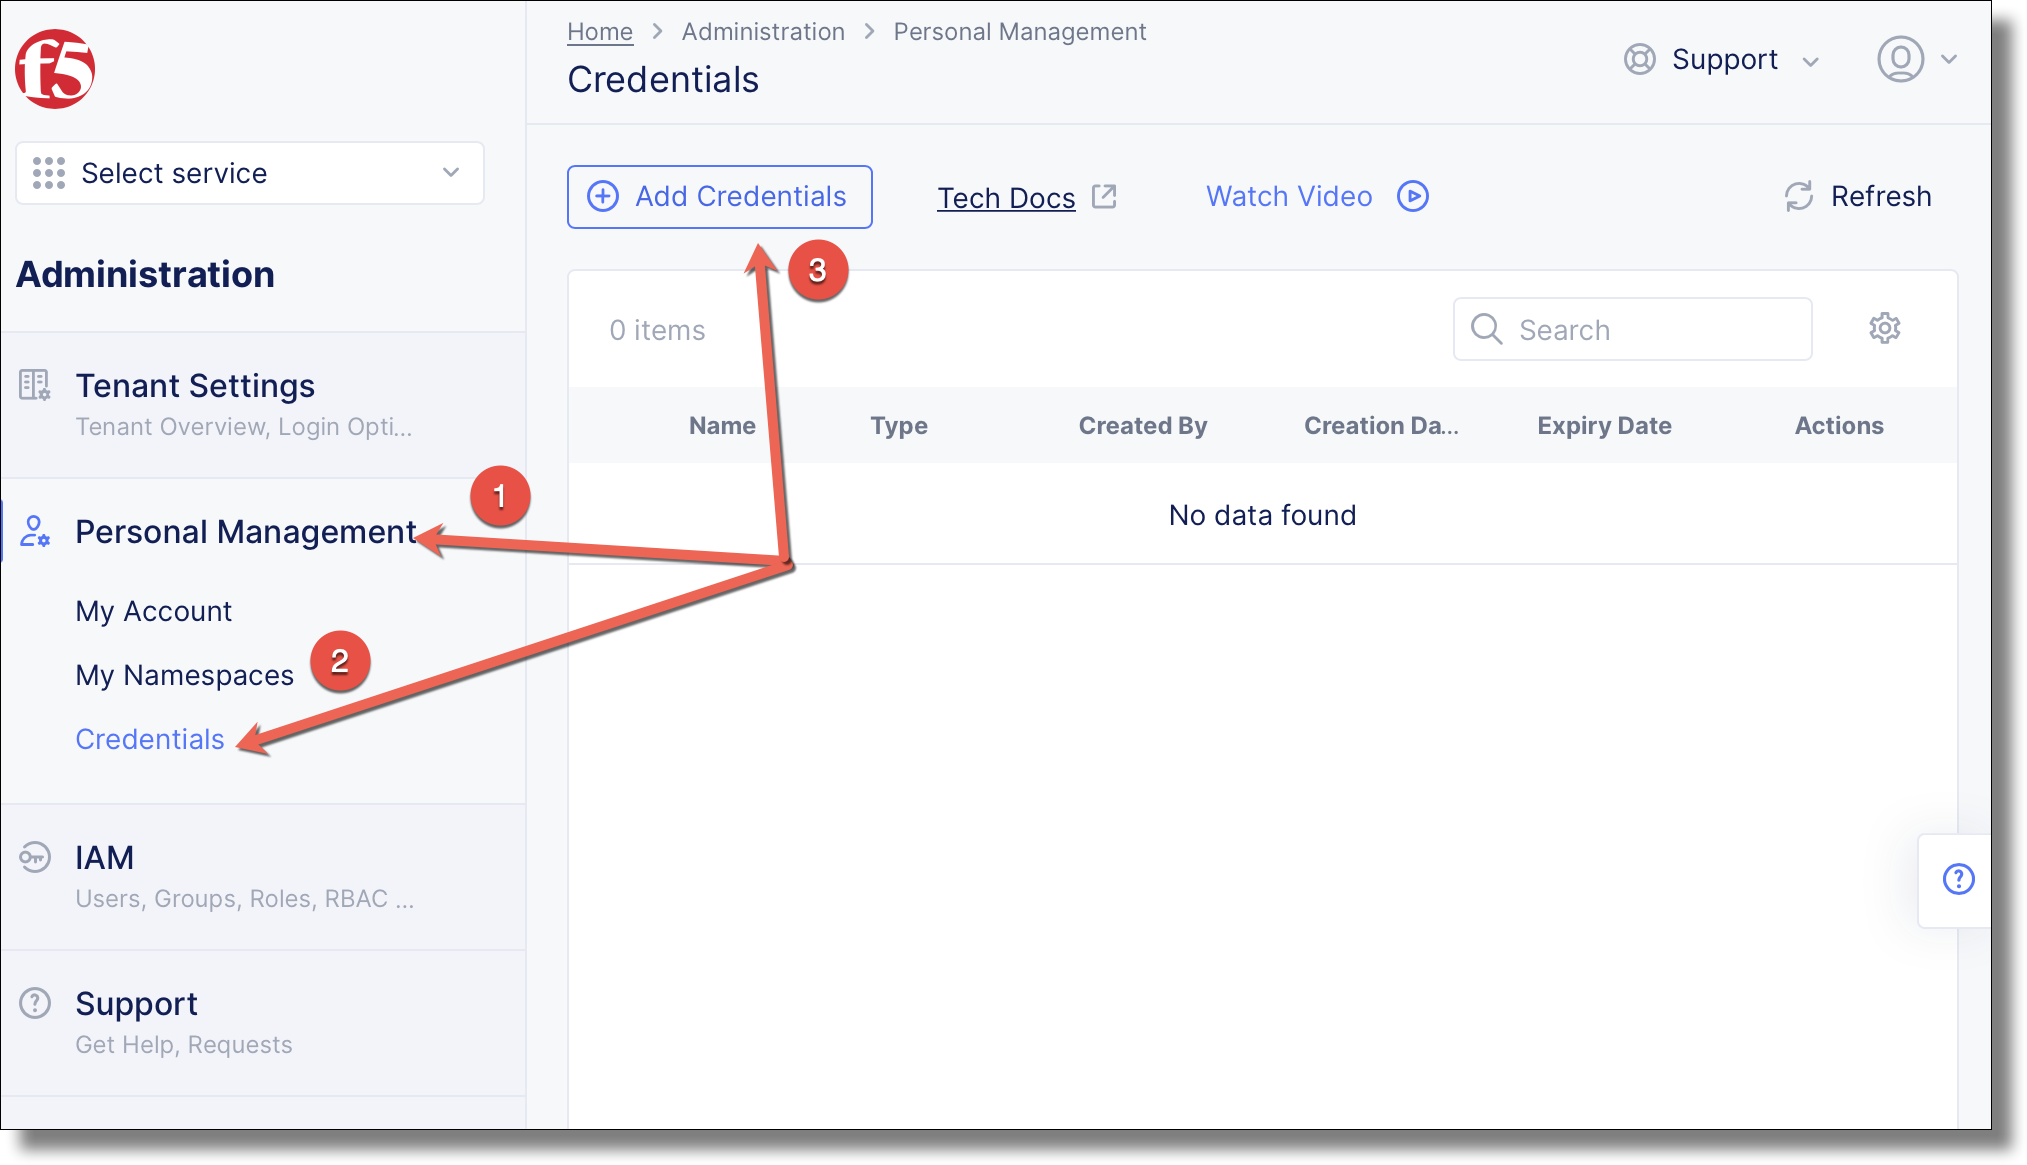 f5
Select service
Administration
Tenant Settings
Tenant Overview, Login Opti...
Personal Management
1
My Account
My Namespaces
2
Credentials
IAM
Users, Groups, Roles, RBAC ...
Support
Get Help, Requests
Home > Administration > Personal Management
Credentials
Support
Add Credentials
Tech Docs
Watch Video
Refresh
3
0 items
Search
Name Type Created By Creation Da... Expiry Date Actions
No data found
?